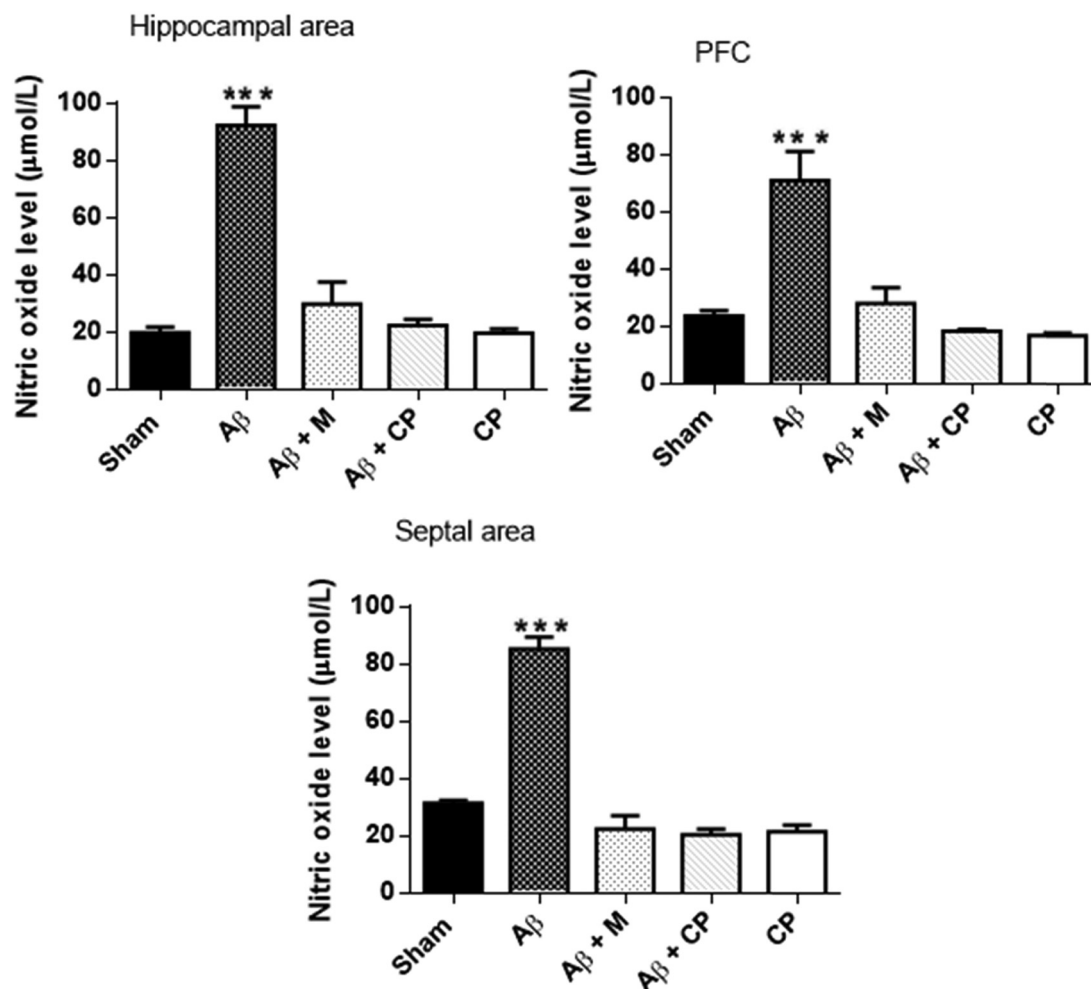 Hippocampal area
Nitric oxide level (μmol/L)
100
80
60
40
20
0
***
Sham
Aβ
Aβ + M
Aβ + CP
CP
PFC
Nitric oxide level (μmol/L)
100
80
60
40
20
0
***
Sham
Aβ
Aβ + M
Aβ + CP
CP
Septal area
Nitric oxide level (μmol/L)
100
80
60
40
20
0
***
Sham
Aβ
Aβ + M
Aβ + CP
CP